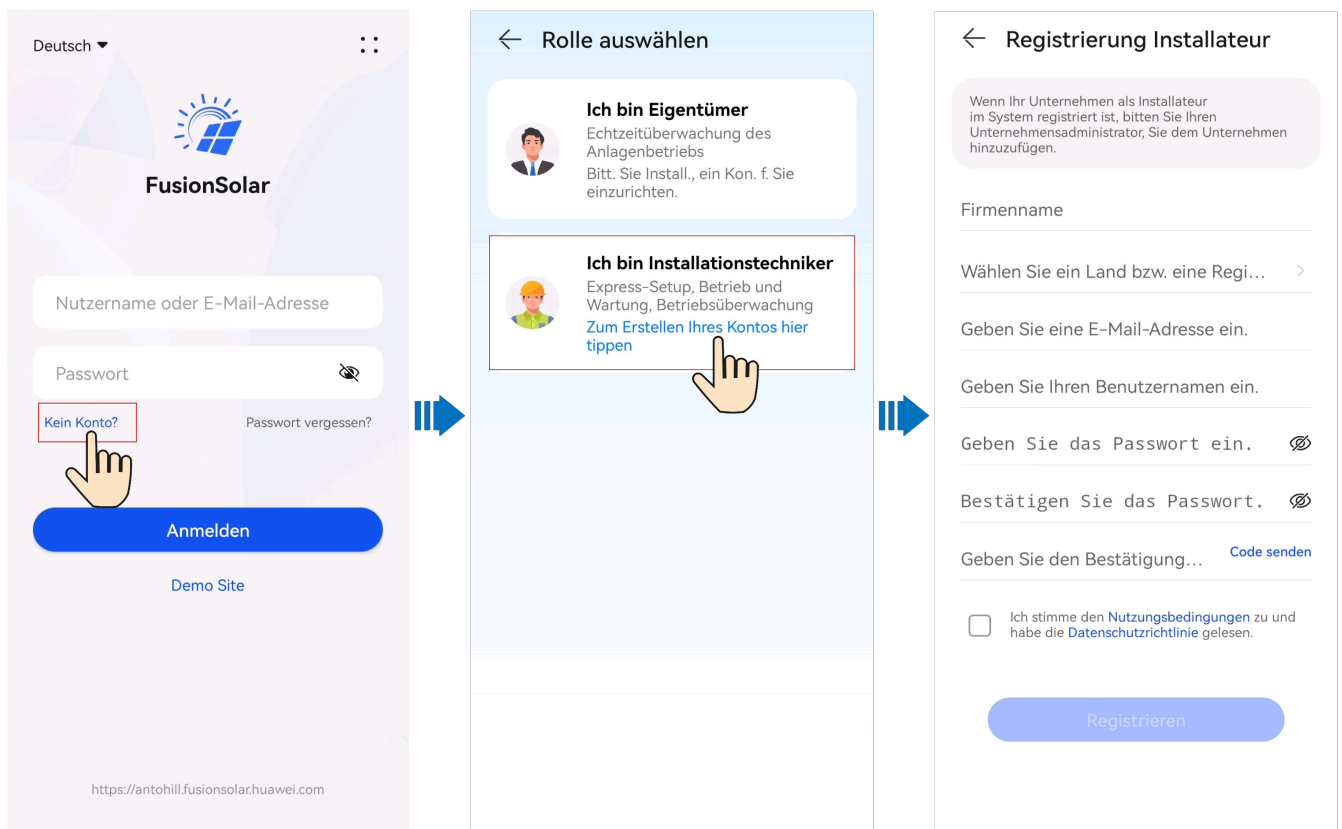 Deutsch
FusionSolar
Nutzername oder E-Mail-Adresse
Passwort
Kein Konto?
Passwort vergessen?
Anmelden
Demo Site
https://antohill.fusionsolar.huawei.com
Rolle auswählen
Ich bin Eigentümer
Echtzeitüberwachung des
Anlagenbetriebs
Bitt. Sie Install., ein Kon. f. Sie
einzurichten.
Ich bin Installationstechniker
Express-Setup, Betrieb und
Wartung, Betriebsüberwachung
Zum Erstellen Ihres Kontos hier
tippen
Registrierung Installateur
Wenn Ihr Unternehmen als Installateur
im System registriert ist, bitten Sie Ihren
Unternehmensadministrator, Sie dem Unternehmen
hinzuzufügen.
Firmenname
Wählen Sie ein Land bzw. eine Regi...
Geben Sie eine E-Mail-Adresse ein.
Geben Sie Ihren Benutzernamen ein.
Geben Sie das Passwort ein.
Bestätigen Sie das Passwort.
Geben Sie den Bestätigung...
Code senden
Ich stimme den Nutzungsbedingungen zu und
habe die Datenschutzrichtlinie gelesen.
Registrieren